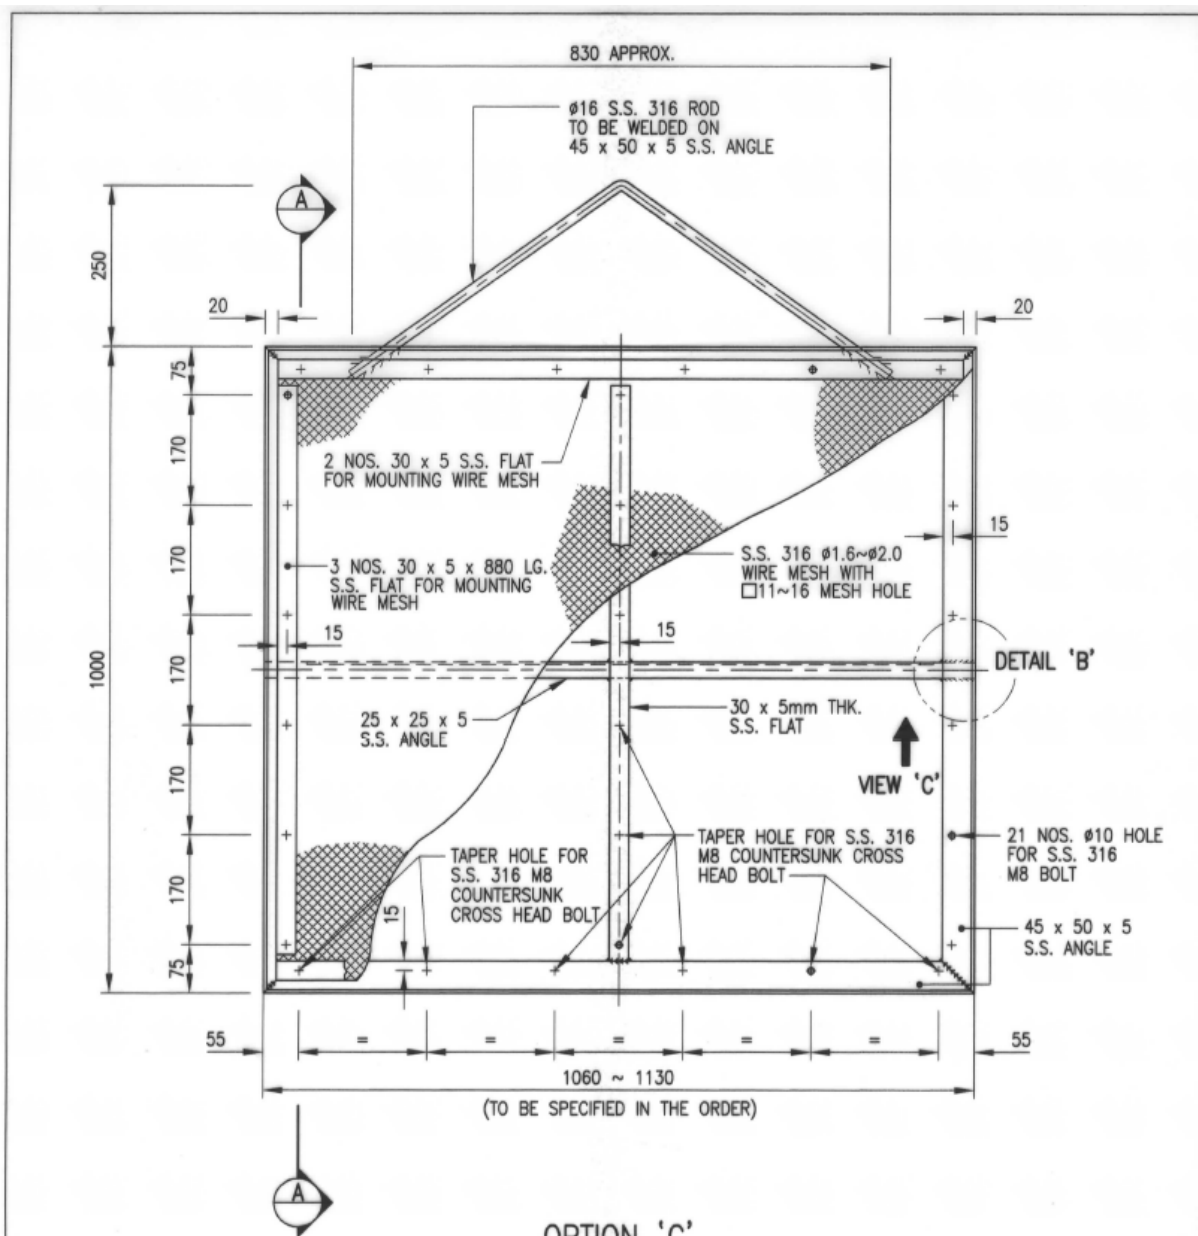 830 APPROX.
ø16 S.S. 316 ROD
TO BE WELDED ON
45 x 50 x 5 S.S. ANGLE
A
250
20
20
75
170
2 NOS. 30 x 5 S.S. FLAT
FOR MOUNTING WIRE MESH
15
S.S. 316 ø1.6~ø2.0
WIRE MESH WITH
□11~16 MESH HOLE
170
3 NOS. 30 x 5 x 880 LG.
S.S. FLAT FOR MOUNTING
WIRE MESH
15
15
1000
170
DETAIL 'B'
25 x 25 x 5
S.S. ANGLE
30 x 5mm THK.
S.S. FLAT
170
VIEW 'C'
TAPER HOLE FOR
S.S. 316 M8
COUNTERSUNK
CROSS HEAD BOLT
TAPER HOLE FOR S.S. 316
M8 COUNTERSUNK CROSS
HEAD BOLT
21 NOS. ø10 HOLE
FOR S.S. 316
M8 BOLT
170
15
45 x 50 x 5
S.S. ANGLE
75
55
= = = = =
55
1060 ~ 1130
(TO BE SPECIFIED IN THE ORDER)
A
OPTION 'C'